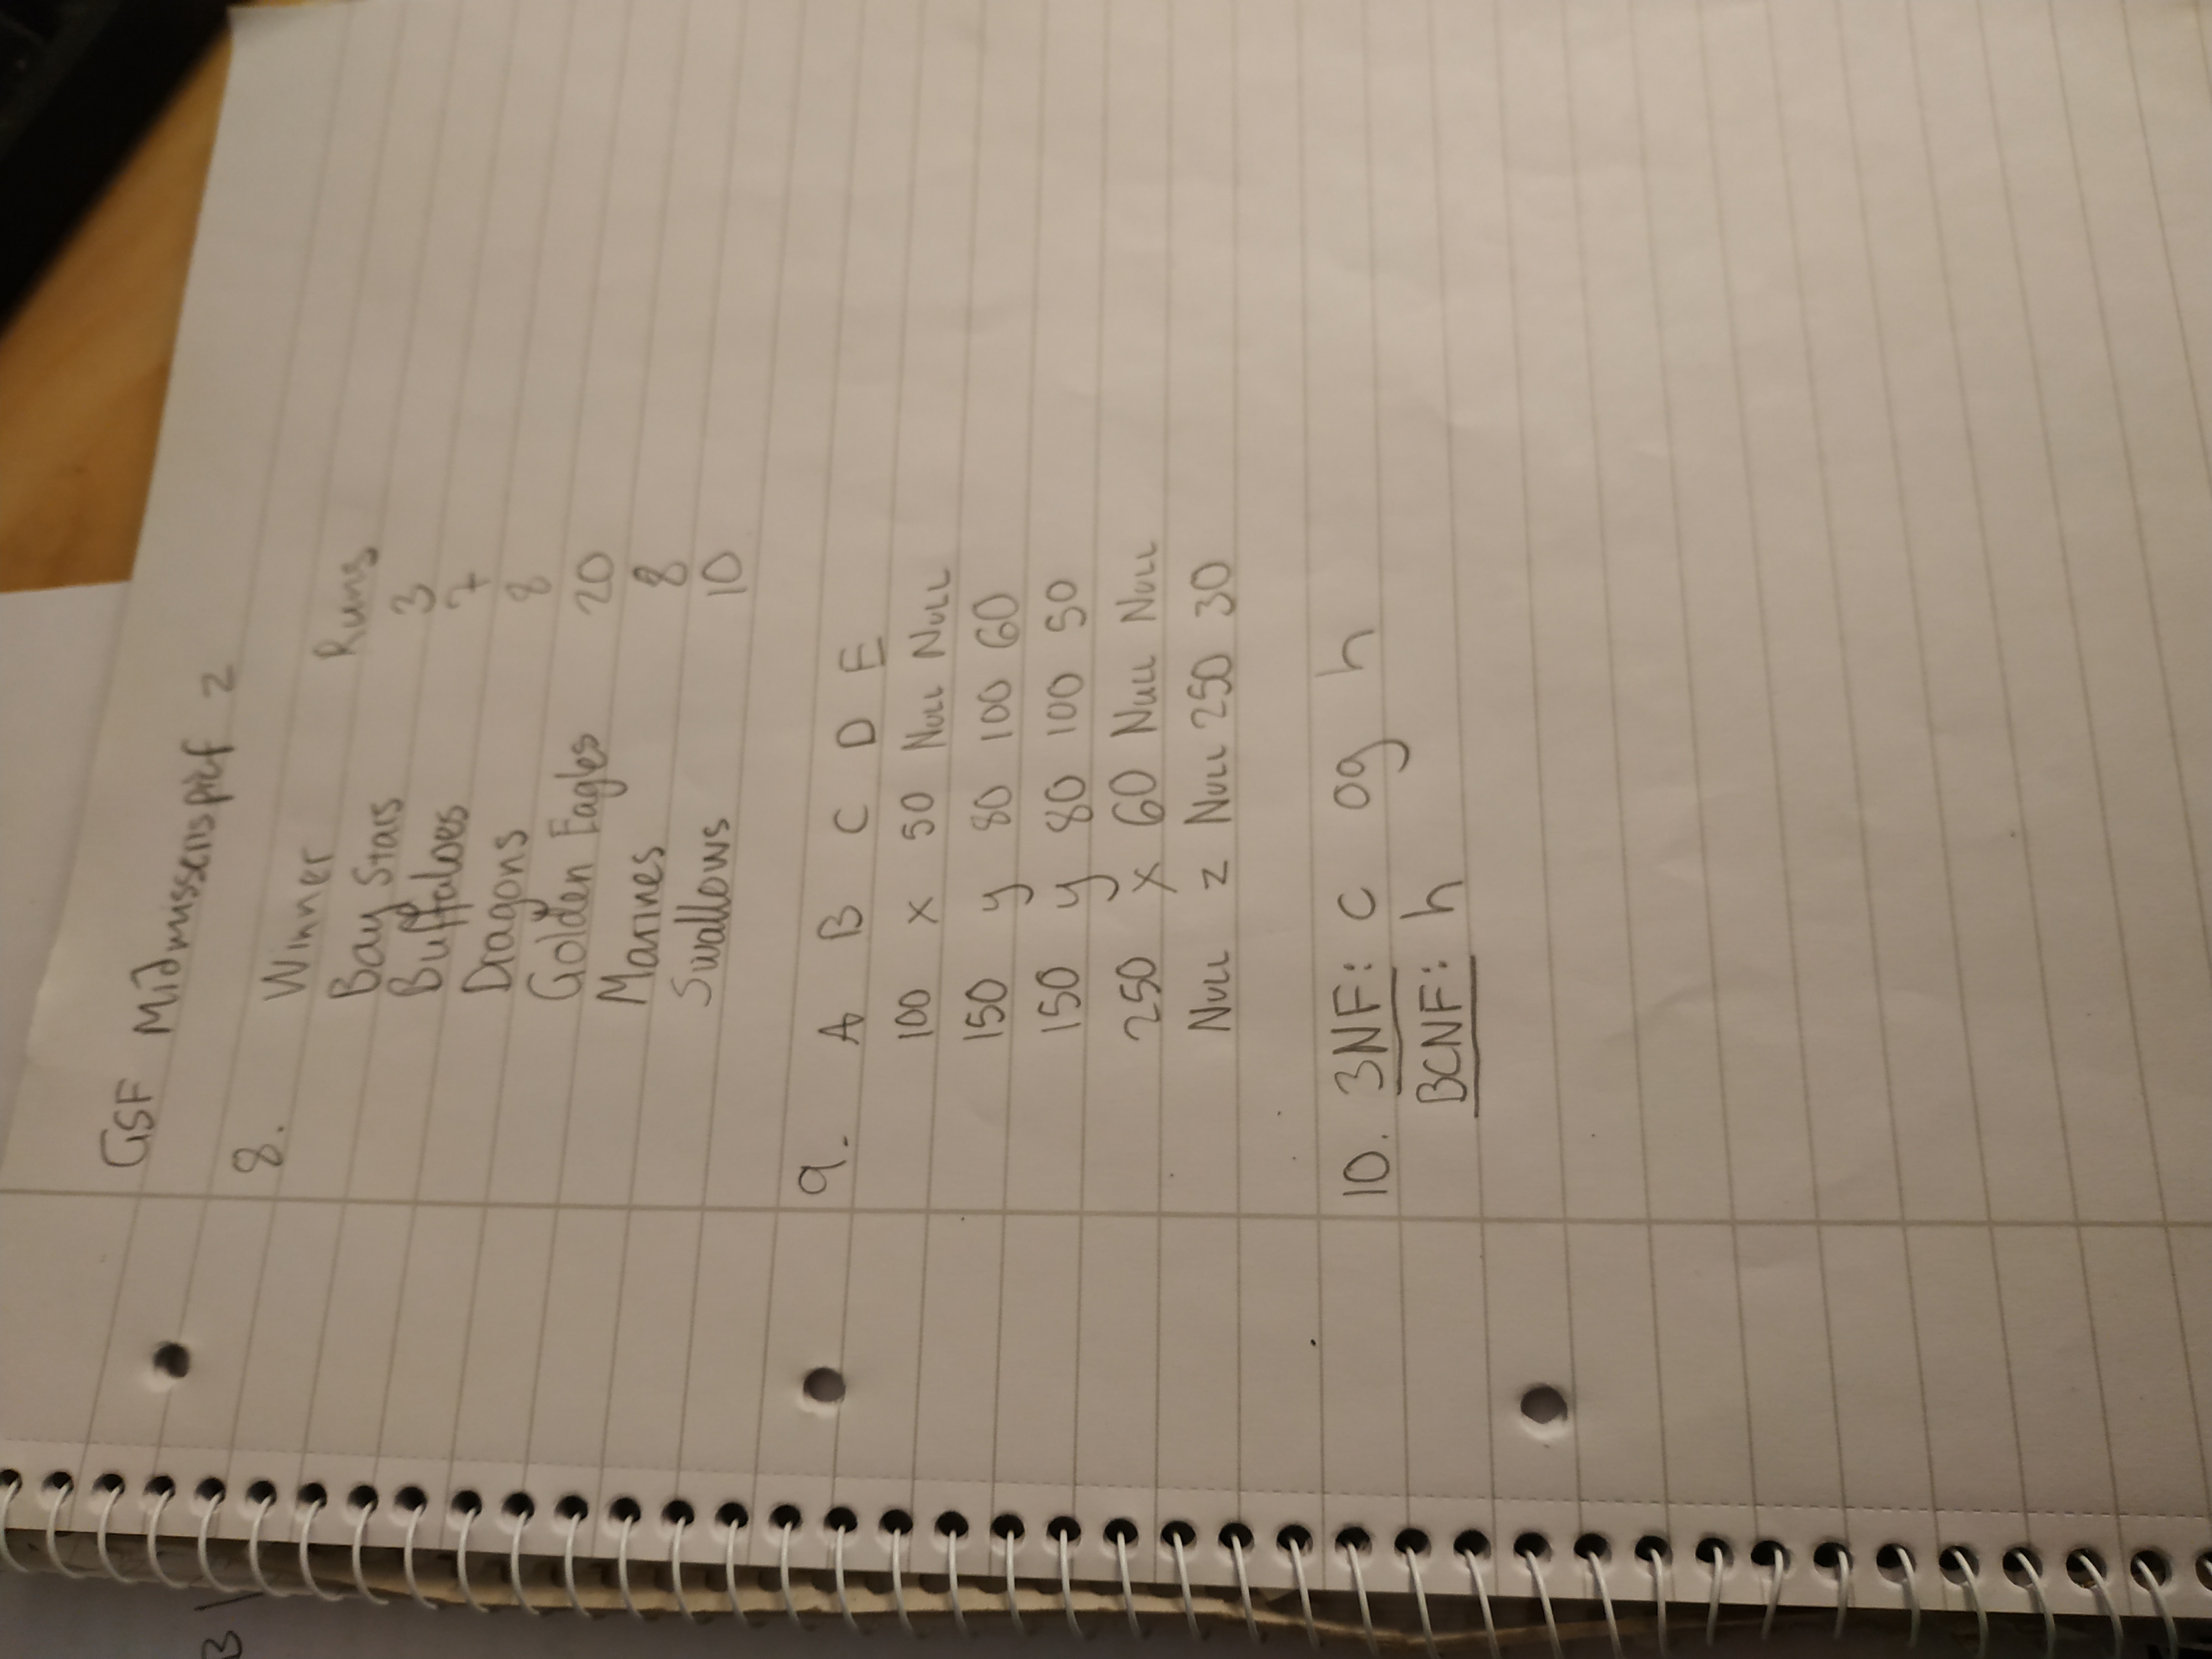 GSF Miðmissenspróf 2
8. Winner Runs
Bay Stars 3
Buffaloes 7
Dragons 8
Golden Eagles 20
Marines 8
Swallows 10
9. A B C D E
100 x 50 NULL NULL
150 y 80 100 60
150 y 80 100 50
250 x 60 NULL NULL
NULL z NULL 250 30
10. 3NF: c og h
BCNF: h
B